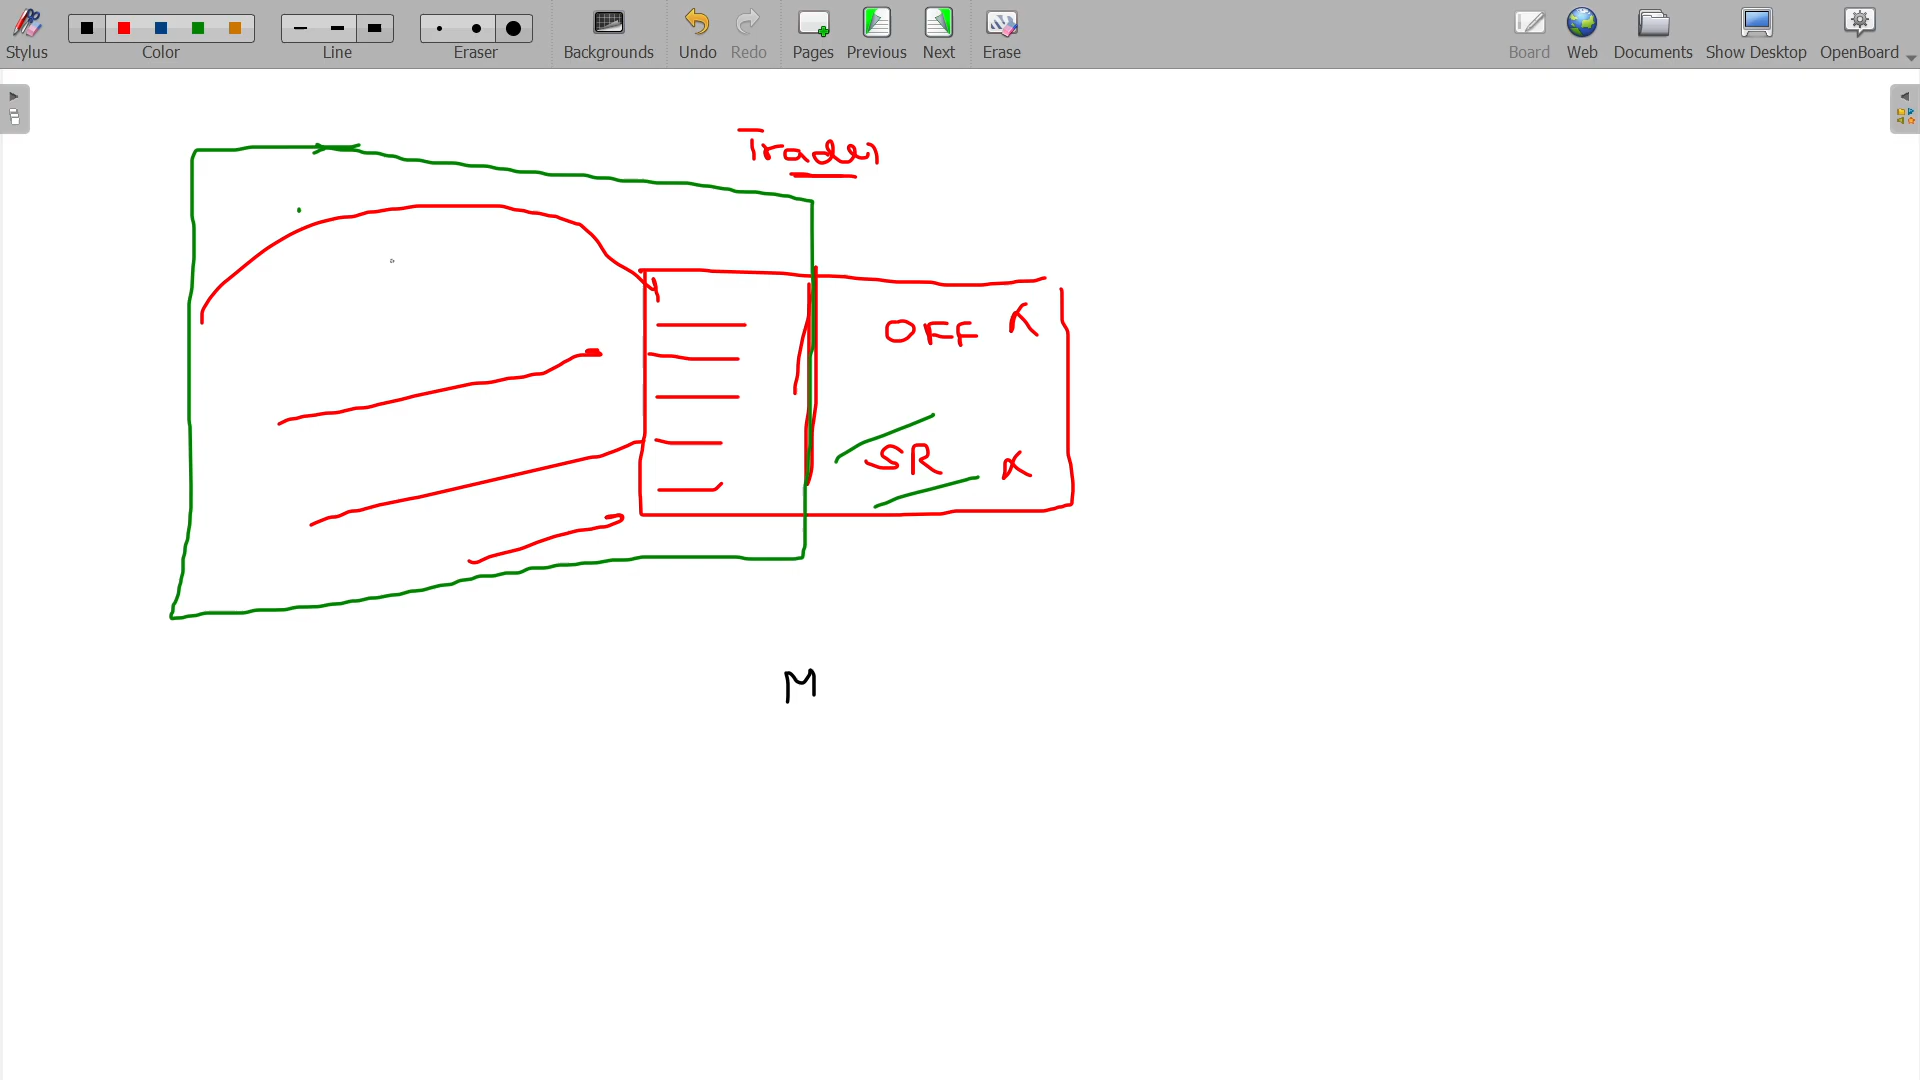 Stylus Color Line Eraser Backgrounds Undo Redo Pages Previous Next Erase Board Web Documents Show Desktop OpenBoard
Trader
OFF
SR
M